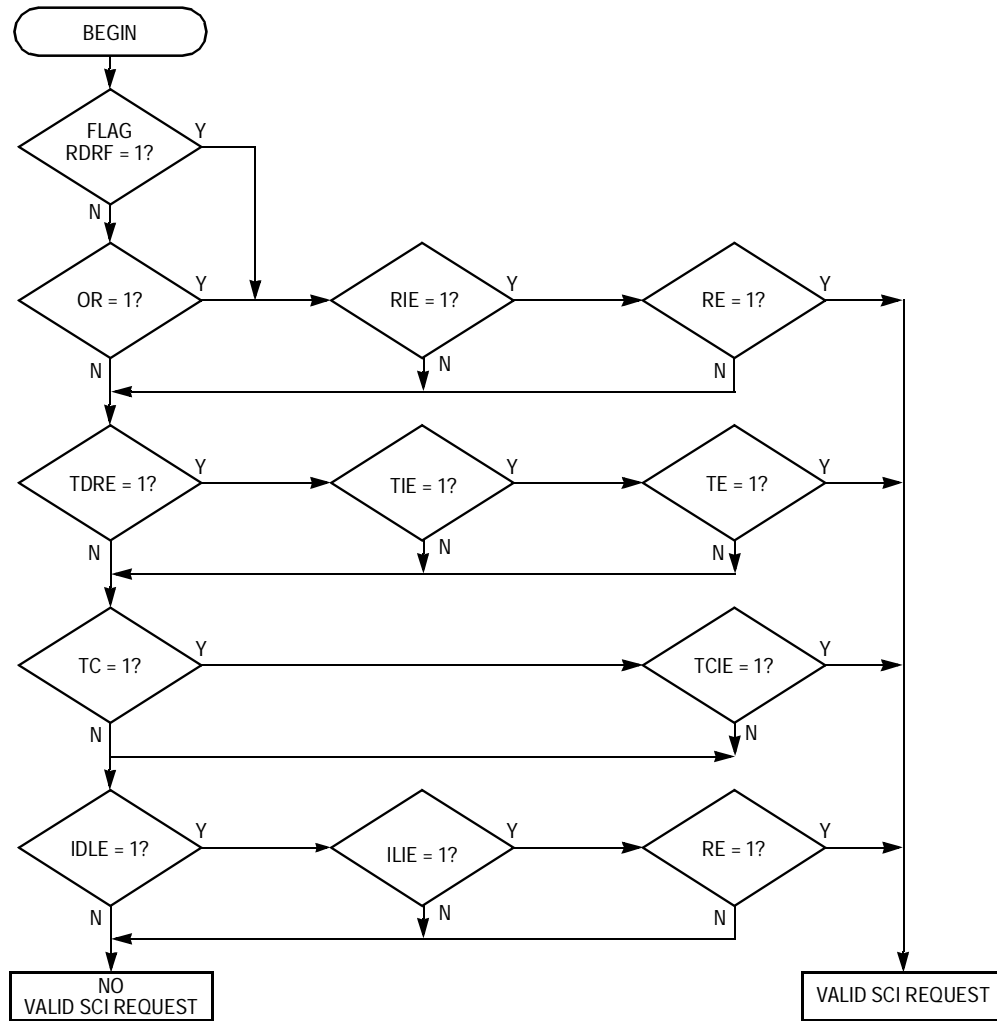 BEGIN
FLAG
RDRF = 1?
Y
N
OR = 1?
Y
N
RIE = 1?
Y
N
RE = 1?
Y
N
TDRE = 1?
Y
N
TIE = 1?
Y
N
TE = 1?
Y
N
TC = 1?
Y
N
TCIE = 1?
Y
N
IDLE = 1?
Y
N
ILIE = 1?
Y
N
RE = 1?
Y
N
NO
VALID SCI REQUEST
VALID SCI REQUEST